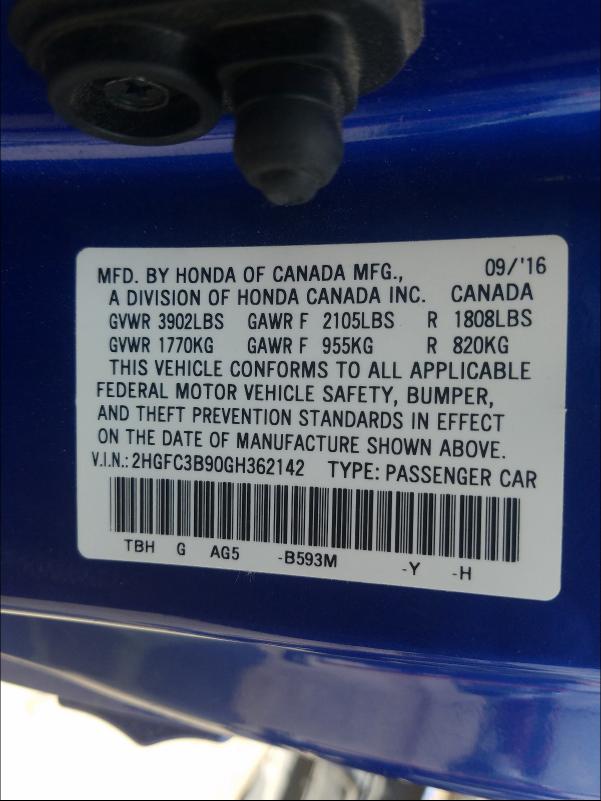 MFD. BY HONDA OF CANADA MFG., 09/'16
A DIVISION OF HONDA CANADA INC. CANADA
GVWR 3902LBS GAWR F 2105LBS R 1808LBS
GVWR 1770KG GAWR F 955KG R 820KG
THIS VEHICLE CONFORMS TO ALL APPLICABLE
FEDERAL MOTOR VEHICLE SAFETY, BUMPER,
AND THEFT PREVENTION STANDARDS IN EFFECT
ON THE DATE OF MANUFACTURE SHOWN ABOVE.
V.I.N.: 2HGFC3B90GH362142 TYPE: PASSENGER CAR
TBH G AG5 -B593M -Y -H